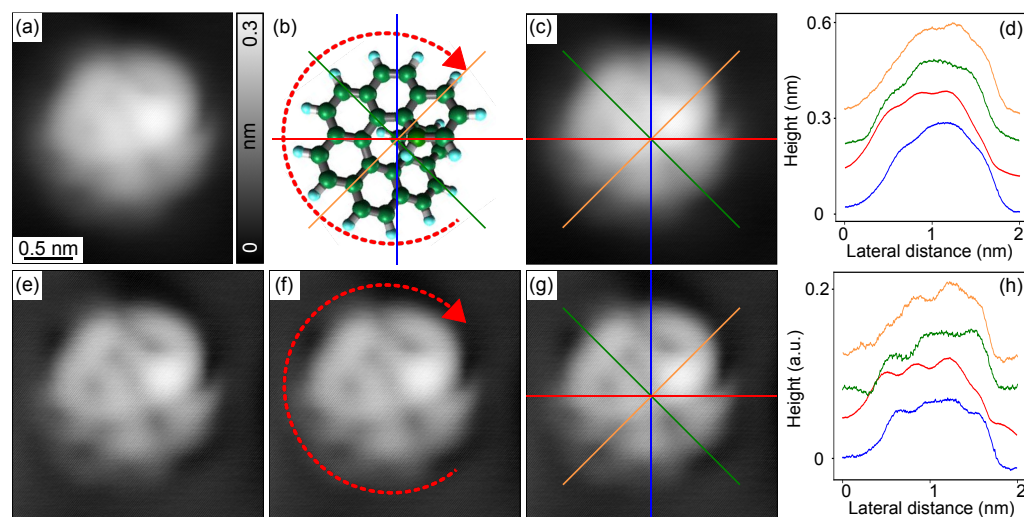 (a)
0.5 nm
0.3
nm
0
(b)
(c)
(d)
0.6
0.3
0
Height (nm)
0
1
2
Lateral distance (nm)
(e)
(f)
(g)
(h)
0.2
0
Height (a.u.)
0
1
2
Lateral distance (nm)